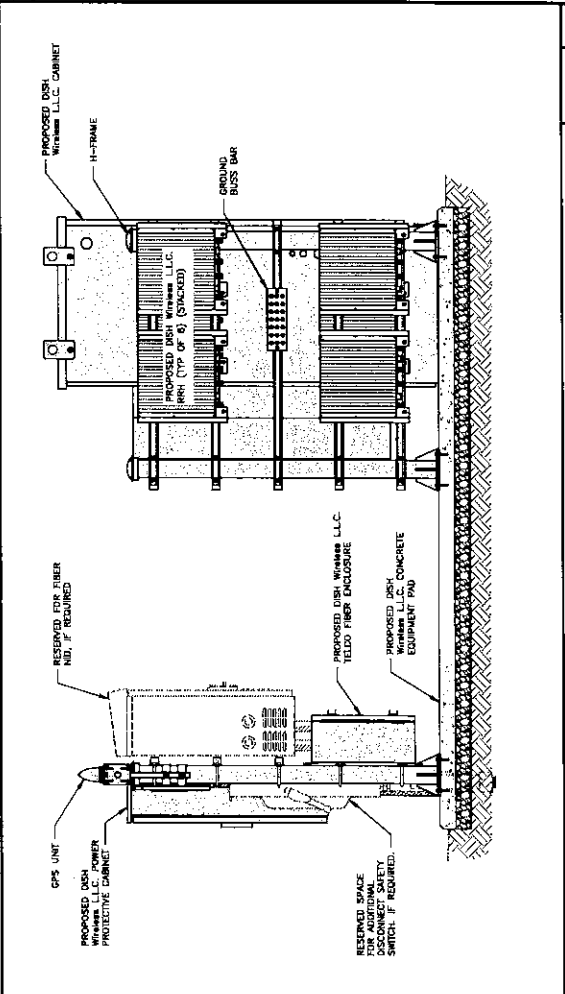 PROPOSED DISH
Wireless L.L.C. CABINET
H-FRAME
GROUND
BUSS BAR
PROPOSED DISH Wireless L.L.C.
RRH (TYP OF 6) (STACKED)
RESERVED FOR FIBER
NID, IF REQUIRED
PROPOSED DISH Wireless L.L.C.
TELCO FIBER ENCLOSURE
PROPOSED DISH
Wireless L.L.C. CONCRETE
EQUIPMENT PAD
GPS UNIT
PROPOSED DISH
Wireless L.L.C. POWER
PROTECTIVE CABINET
RESERVED SPACE
FOR ADDITIONAL
DISCONNECT SAFETY
SWITCH. IF REQUIRED.